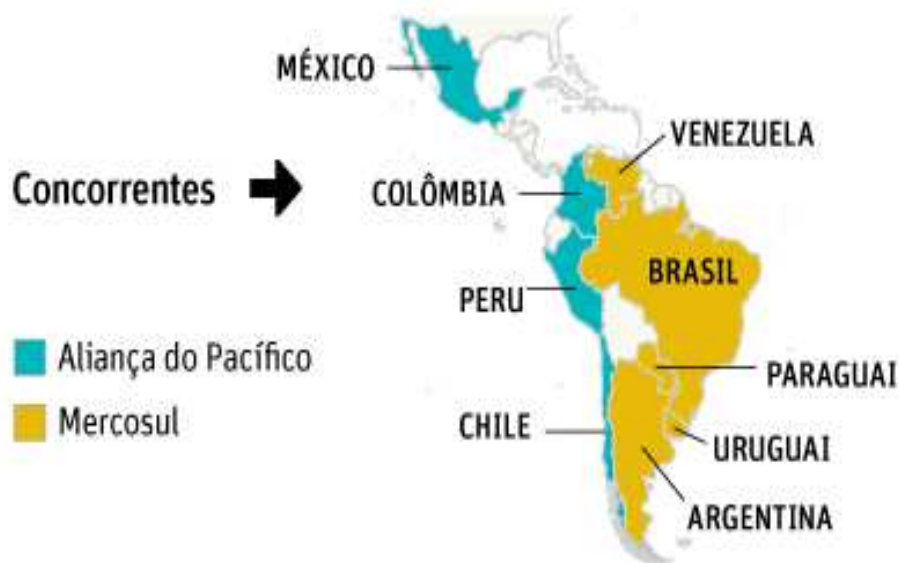 MÉXICO
VENEZUELA
Concorrentes
COLÔMBIA
BRASIL
PERU
Aliança do Pacífico
PARAGUAI
Mercosul
CHILE
URUGUAI
ARGENTINA